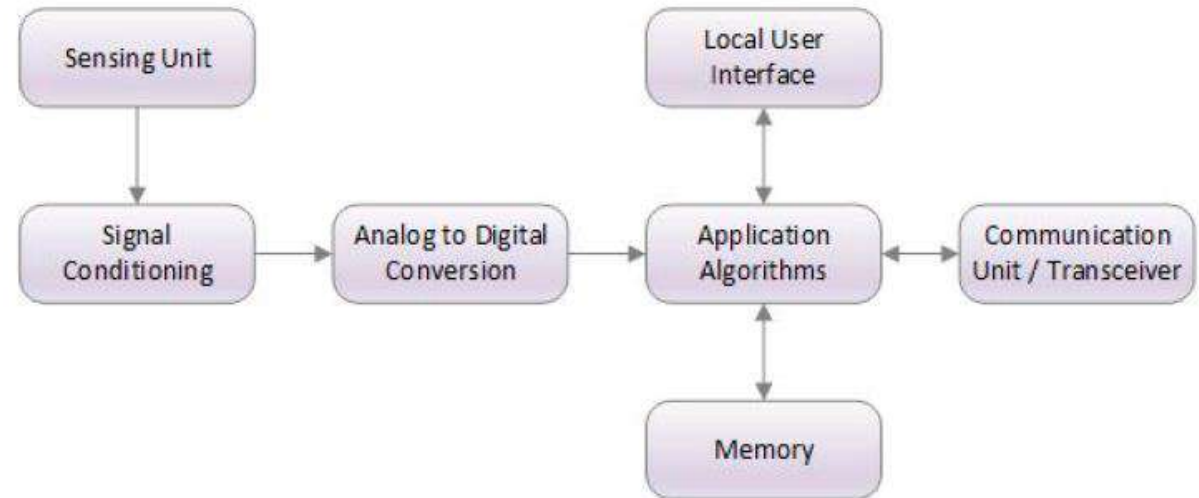 Sensing Unit
Local User
Interface
Signal
Conditioning
Analog to Digital
Conversion
Application
Algorithms
Communication
Unit / Transceiver
Memory